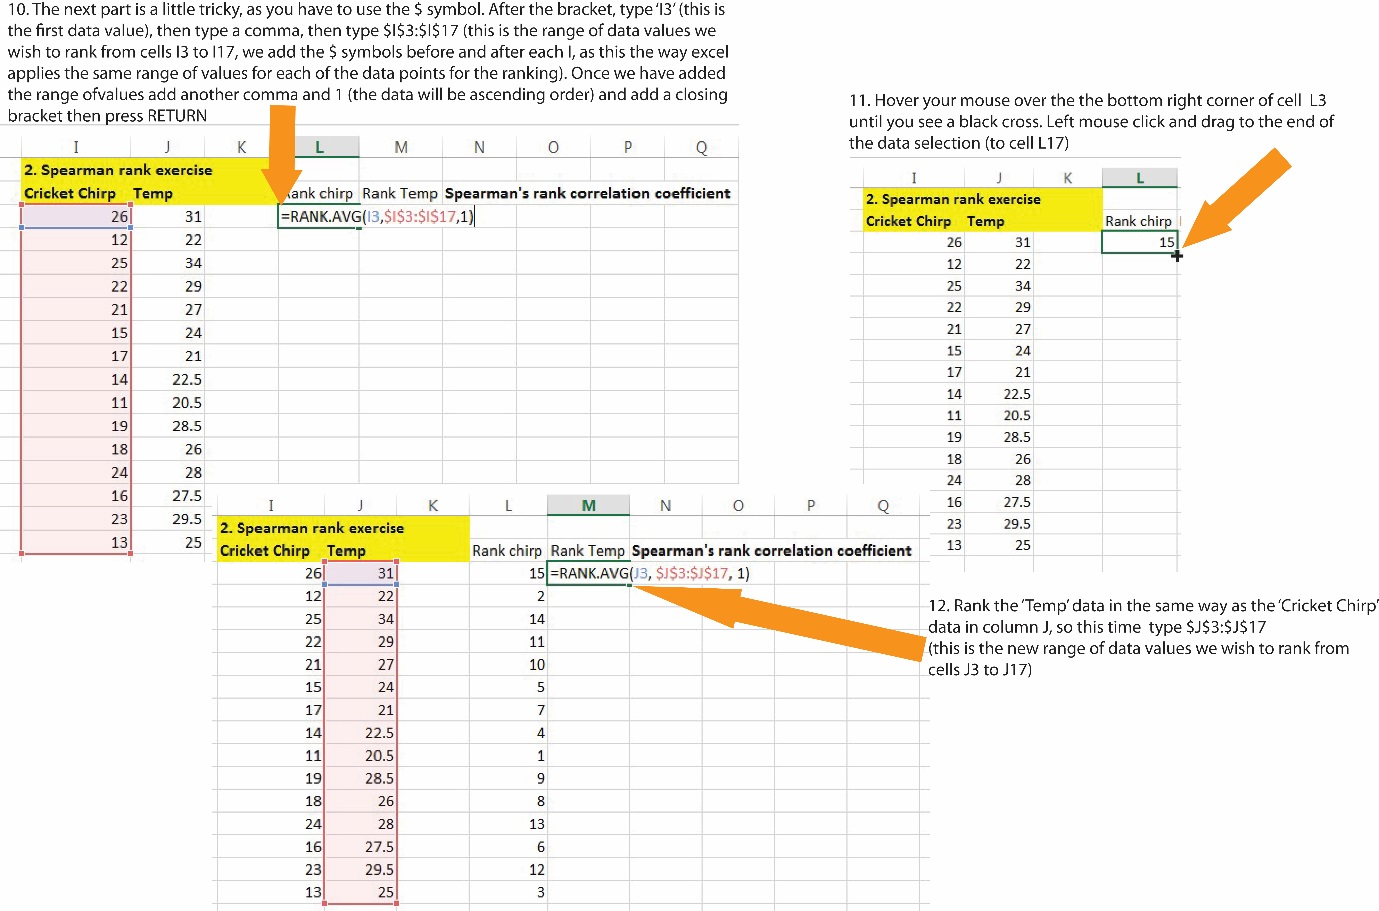 10. The next part is a little tricky, as you have to use the $ symbol. After the bracket, type ‘I3’ (this is
the first data value), then type a comma, then type $I$3:$I$17 (this is the range of data values we
wish to rank from cells I3 to I17, we add the $ symbols before and after each I, as this the way excel
applies the same range of values for each of the data points for the ranking). Once we have added
the range ofvalues add another comma and 1 (the data will be ascending order) and add a closing
bracket then press RETURN
I J K L M N O P Q
2. Spearman rank exercise
Cricket Chirp Temp Rank chirp Rank Temp Spearman's rank correlation coefficient
26 31 =RANK.AVG(I3,$I$3:$I$17,1)
12 22
25 34
22 29
21 27
15 24
17 21
14 22.5
11 20.5
19 28.5
18 26
24 28
16 27.5
23 29.5
13 25
11. Hover your mouse over the the bottom right corner of cell L3
until you see a black cross. Left mouse click and drag to the end of
the data selection (to cell L17)
I J K L
2. Spearman rank exercise
Cricket Chirp Temp Rank chirp
26 31 15
12 22
25 34
22 29
21 27
15 24
17 21
14 22.5
11 20.5
19 28.5
18 26
24 28
16 27.5
23 29.5
13 25
I J K L M N O P Q
2. Spearman rank exercise
Cricket Chirp Temp Rank chirp Rank Temp Spearman's rank correlation coefficient
26 31 15 =RANK.AVG(J3, $J$3:$J$17, 1)
12 22 2
25 34 14
22 29 11
21 27 10
15 24 5
17 21 7
14 22.5 4
11 20.5 1
19 28.5 9
18 26 8
24 28 13
16 27.5 6
23 29.5 12
13 25 3
12. Rank the ‘Temp’ data in the same way as the ‘Cricket Chirp’
data in column J, so this time type $J$3:$J$17
(this is the new range of data values we wish to rank from
cells J3 to J17)